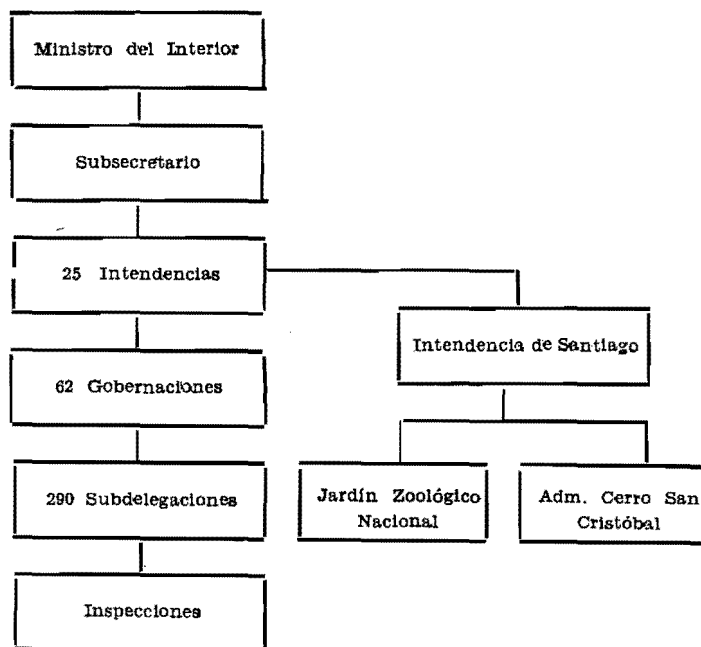 Ministro del Interior
Subsecretario
25 Intendencias
Intendencia de Santiago
62 Gobernaciones
290 Subdelegaciones
Jardín Zoológico
Nacional
Adm. Cerro San
Cristóbal
Inspecciones